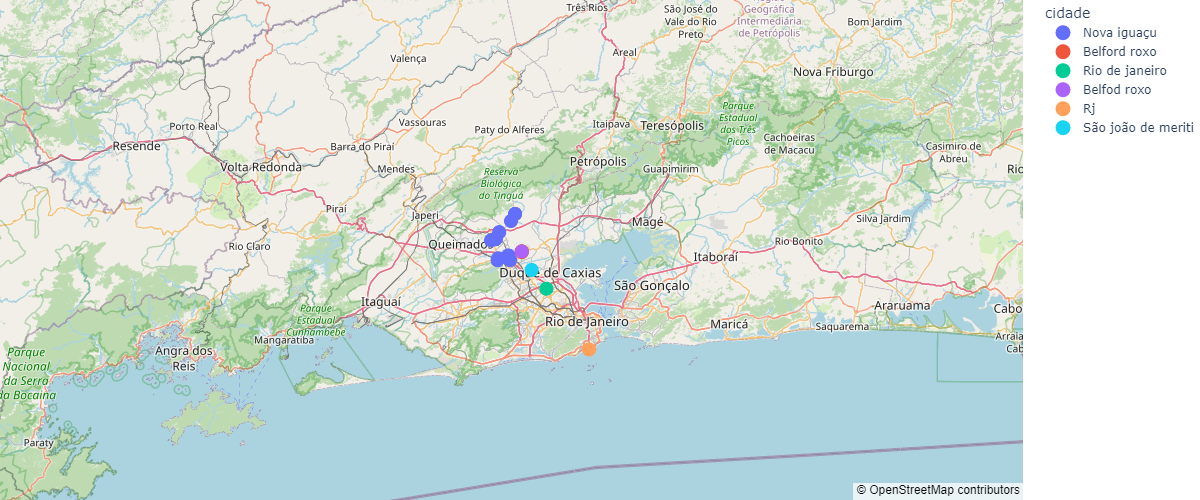 Três Rios
São José do
Vale do Rio
Preto
Geográfica
Intermediária
de Petrópolis
Bom Jardim
Areal
Valença
Nova Friburgo
Parque
Estadual
dos Três
Picos
Porto Real
Vassouras
Paty do Alferes
Itaipava
Teresópolis
Cachoeiras
de Macacu
Resende
Barra do Piraí
Casimiro de
Abreu
Volta Redonda
Mendes
Petrópolis
Guapimirim
Rio
Reserva
Biológica
do Tinguá
Piraí
Japeri
Magé
Silva Jardim
Rio Claro
Queimado
Rio Bonito
Itaboraí
Duque de Caxias
São Gonçalo
Itaguaí
Parque
Estadual
Cunhambebe
Araruama
Cabo
Rio de Janeiro
Maricá
Saquarema
Mangaratiba
Arraia
Cab
Angra dos
Reis
Parque
Nacional
da Serra
da Bocaina
Paraty
© OpenStreetMap contributors
cidade
Nova iguaçu
Belford roxo
Rio de janeiro
Belfod roxo
Rj
São joão de meriti